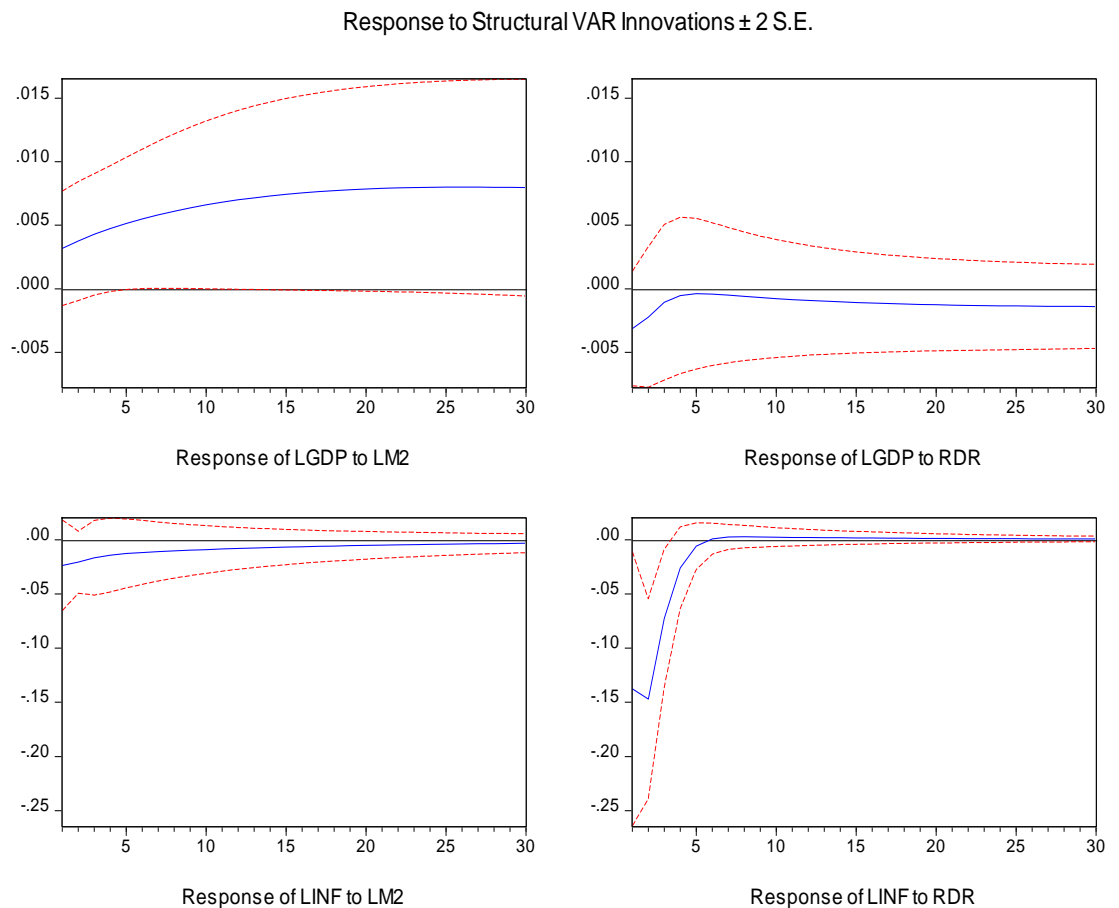 Response to Structural VAR Innovations ± 2 S.E.
.015
.010
.005
.000
-.005
5 10 15 20 25 30
Response of LGDP to LM2
.015
.010
.005
.000
-.005
5 10 15 20 25 30
Response of LGDP to RDR
.00
-.05
-.10
-.15
-.20
-.25
5 10 15 20 25 30
Response of LINF to LM2
.00
-.05
-.10
-.15
-.20
-.25
5 10 15 20 25 30
Response of LINF to RDR